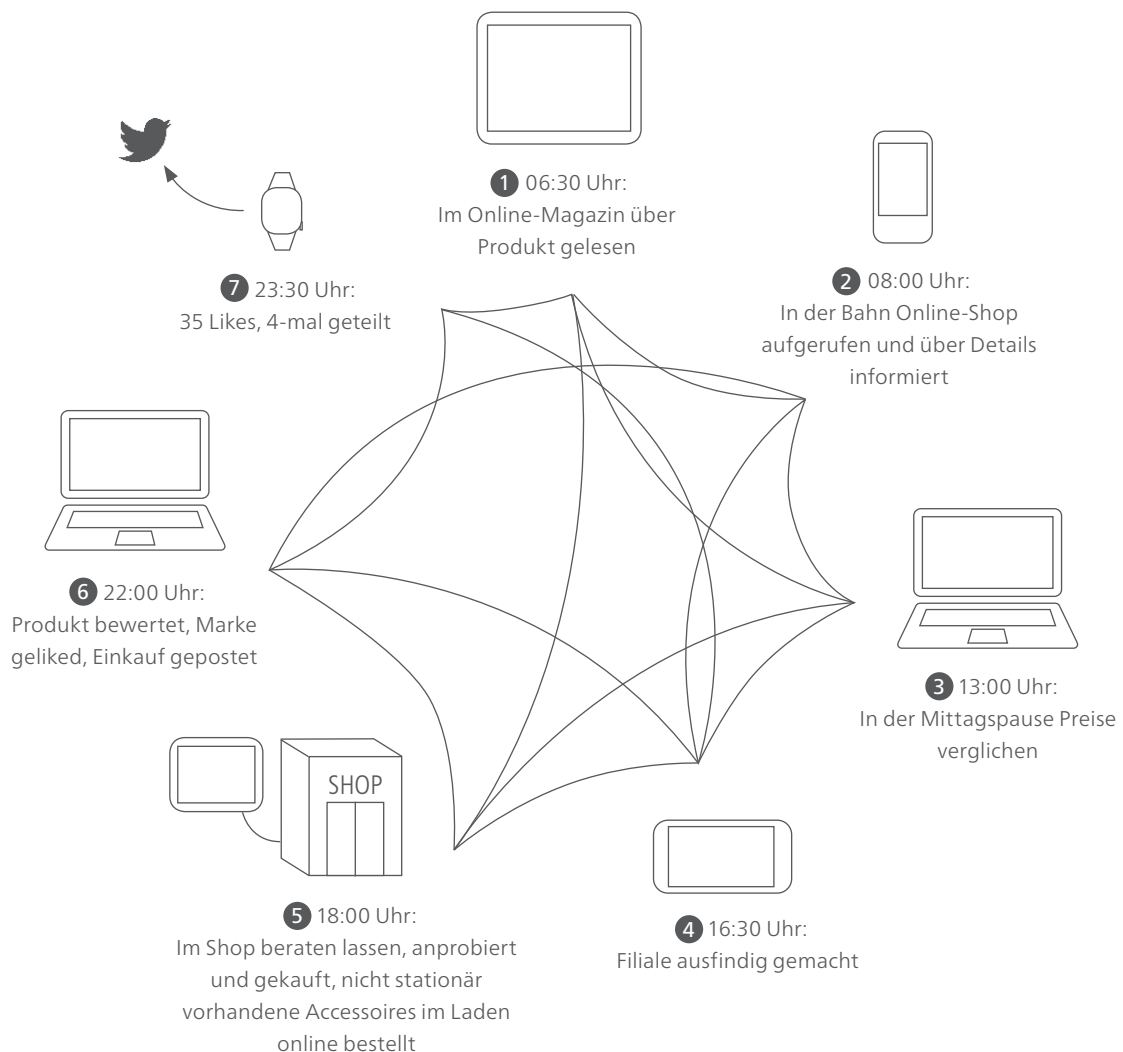 1 06:30 Uhr:
Im Online-Magazin über
Produkt gelesen
2 08:00 Uhr:
In der Bahn Online-Shop
aufgerufen und über Details
informiert
3 13:00 Uhr:
In der Mittagspause Preise
verglichen
4 16:30 Uhr:
Filiale ausfindig gemacht
SHOP
5 18:00 Uhr:
Im Shop beraten lassen, anprobiert
und gekauft, nicht stationär
vorhandene Accessoires im Laden
online bestellt
6 22:00 Uhr:
Produkt bewertet, Marke
geliked, Einkauf gepostet
7 23:30 Uhr:
35 Likes, 4-mal geteilt